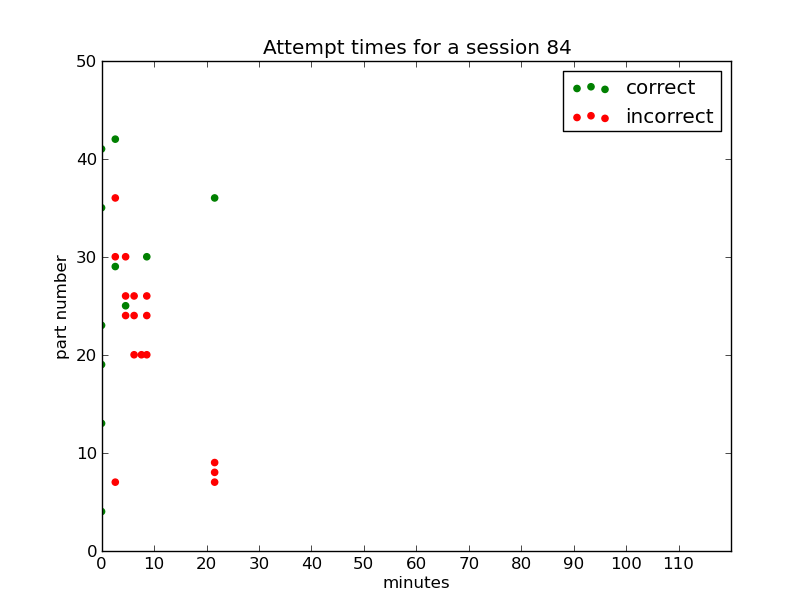 Attempt times for a session 84
correct
incorrect
50
40
30
20
10
0
part number
0 10 20 30 40 50 60 70 80 90 100 110
minutes